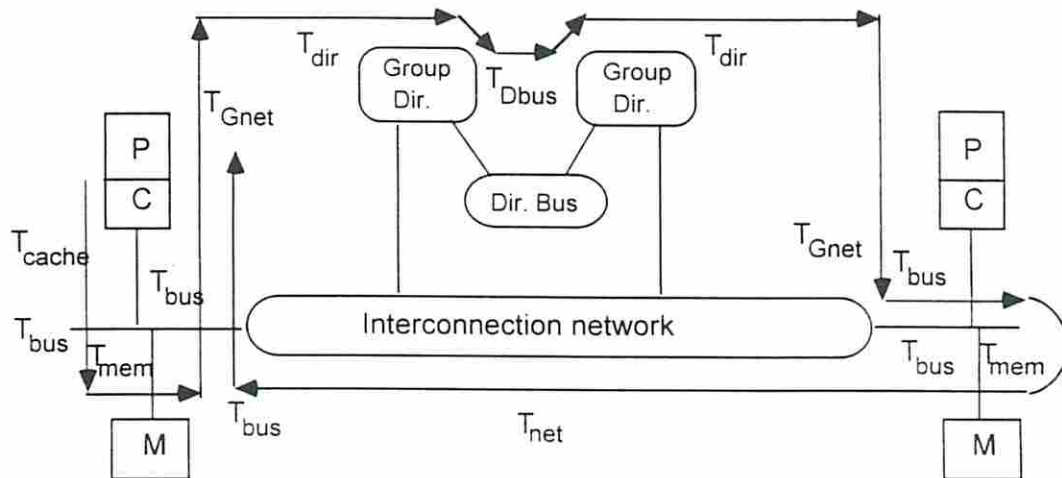 T_dir
T_dir
Group Dir.
T_Dbus
Group Dir.
T_Gnet
P
C
P
C
Dir. Bus
T_cache
T_Gnet
T_bus
T_bus
T_bus
Interconnection network
T_mem
T_bus
T_mem
T_bus
T_net
M
M